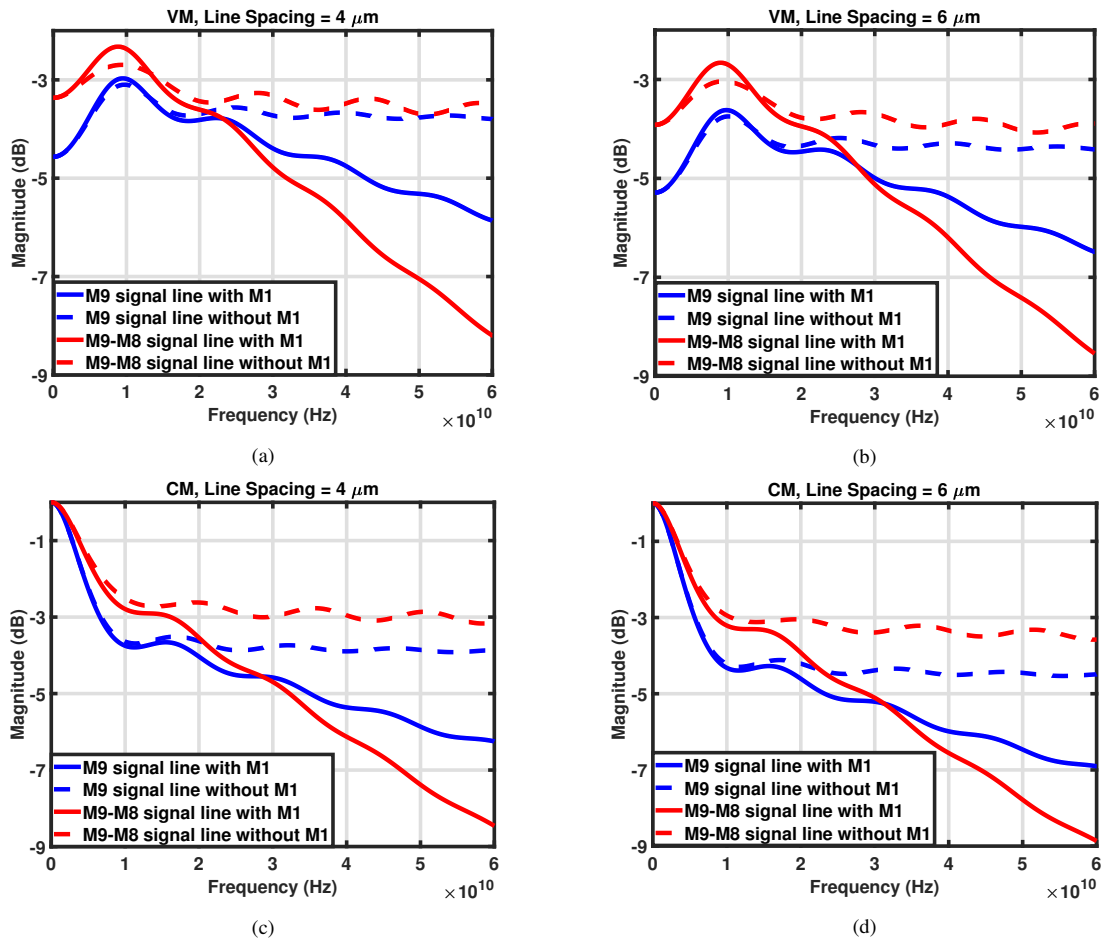 VM, Line Spacing = 4 μm
-3
-5
-7
-9
Magnitude (dB)
M9 signal line with M1
M9 signal line without M1
M9-M8 signal line with M1
M9-M8 signal line without M1
0 1 2 3 4 5 6
Frequency (Hz)
×10^10
(a)
VM, Line Spacing = 6 μm
-3
-5
-7
-9
Magnitude (dB)
M9 signal line with M1
M9 signal line without M1
M9-M8 signal line with M1
M9-M8 signal line without M1
0 1 2 3 4 5 6
Frequency (Hz)
×10^10
(b)
CM, Line Spacing = 4 μm
-1
-3
-5
-7
-9
Magnitude (dB)
M9 signal line with M1
M9 signal line without M1
M9-M8 signal line with M1
M9-M8 signal line without M1
0 1 2 3 4 5 6
Frequency (Hz)
×10^10
(c)
CM, Line Spacing = 6 μm
-1
-3
-5
-7
-9
Magnitude (dB)
M9 signal line with M1
M9 signal line without M1
M9-M8 signal line with M1
M9-M8 signal line without M1
0 1 2 3 4 5 6
Frequency (Hz)
×10^10
(d)